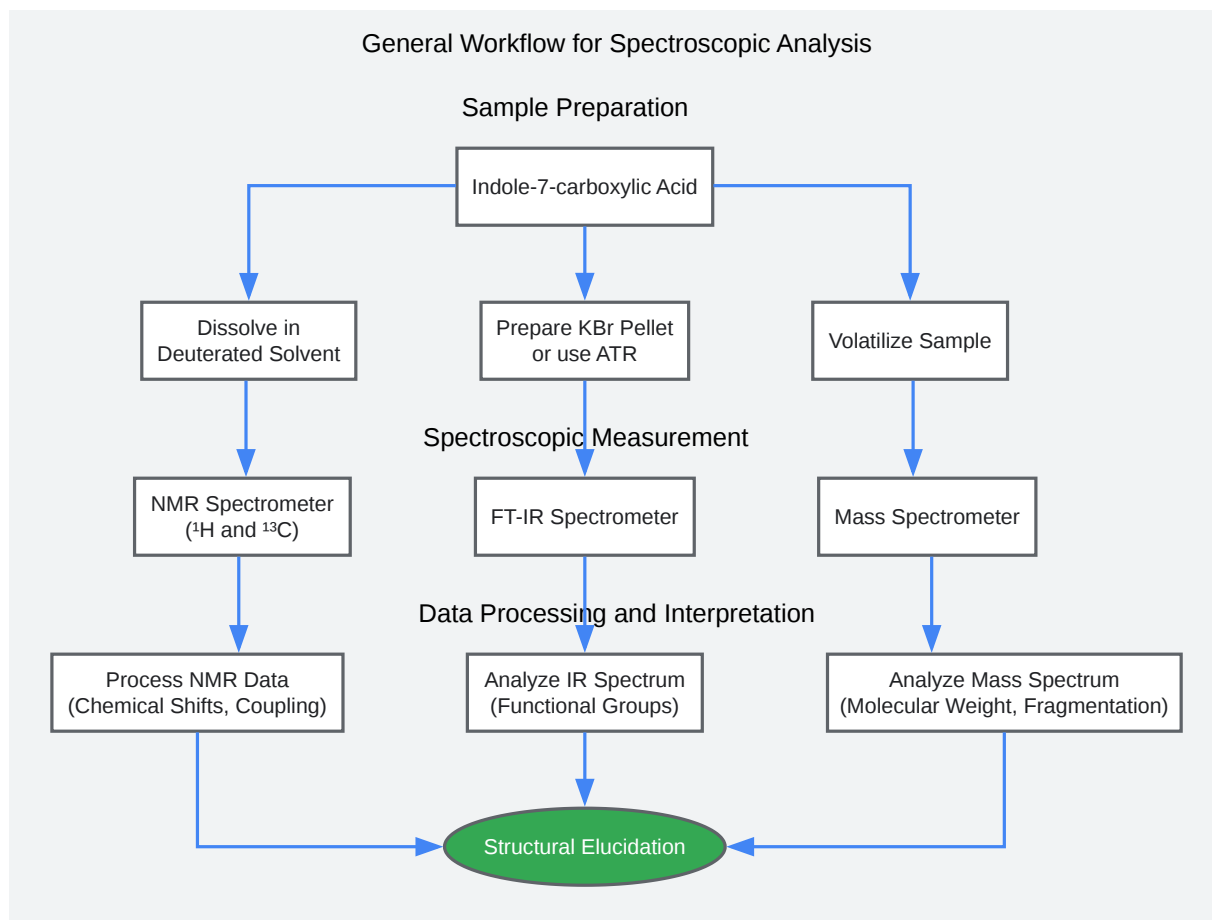 General Workflow for Spectroscopic Analysis
Sample Preparation
Indole-7-carboxylic Acid
Dissolve in
Deuterated Solvent
Prepare KBr Pellet
or use ATR
Volatilize Sample
Spectroscopic Measurement
NMR Spectrometer
(¹H and ¹³C)
FT-IR Spectrometer
Mass Spectrometer
Data Processing and Interpretation
Process NMR Data
(Chemical Shifts, Coupling)
Analyze IR Spectrum
(Functional Groups)
Analyze Mass Spectrum
(Molecular Weight, Fragmentation)
Structural Elucidation